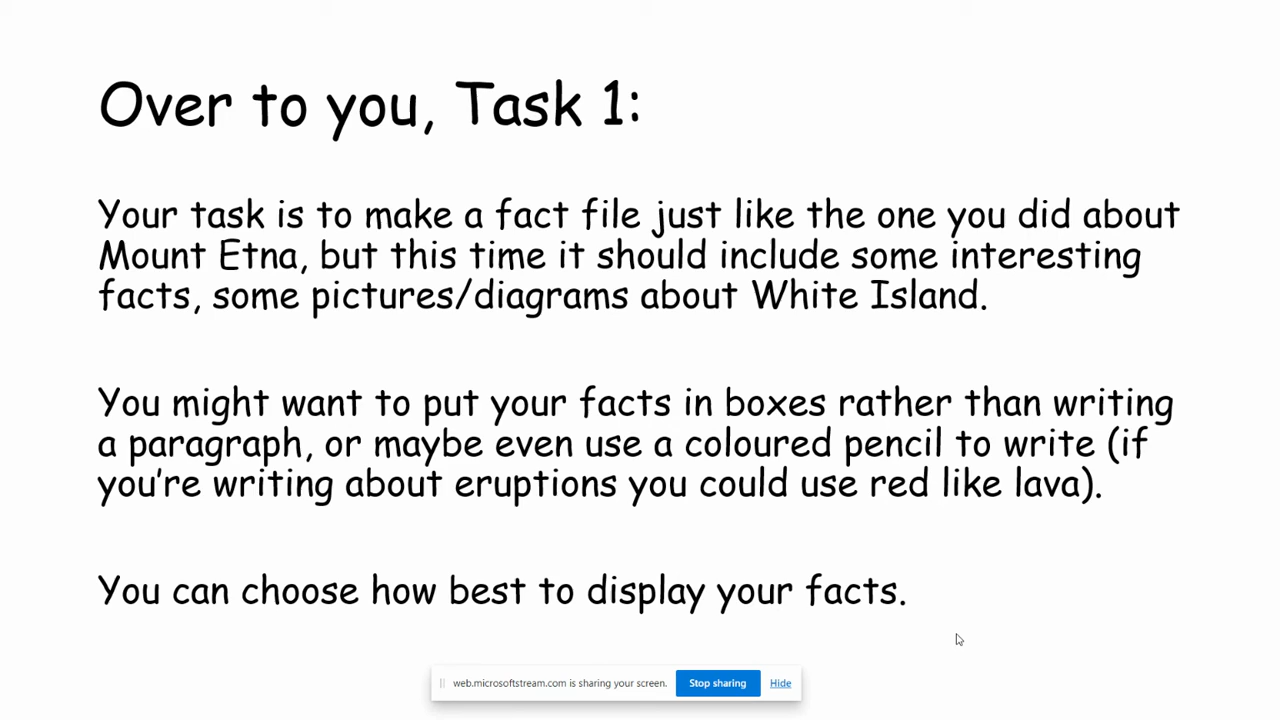 Over to you, Task 1:
Your task is to make a fact file just like the one you did about
Mount Etna, but this time it should include some interesting
facts, some pictures/diagrams about White Island.
You might want to put your facts in boxes rather than writing
a paragraph, or maybe even use a coloured pencil to write (if
you're writing about eruptions you could use red like lava).
You can choose how best to display your facts.
web.microsoftstream.com is sharing your screen. Stop sharing Hide